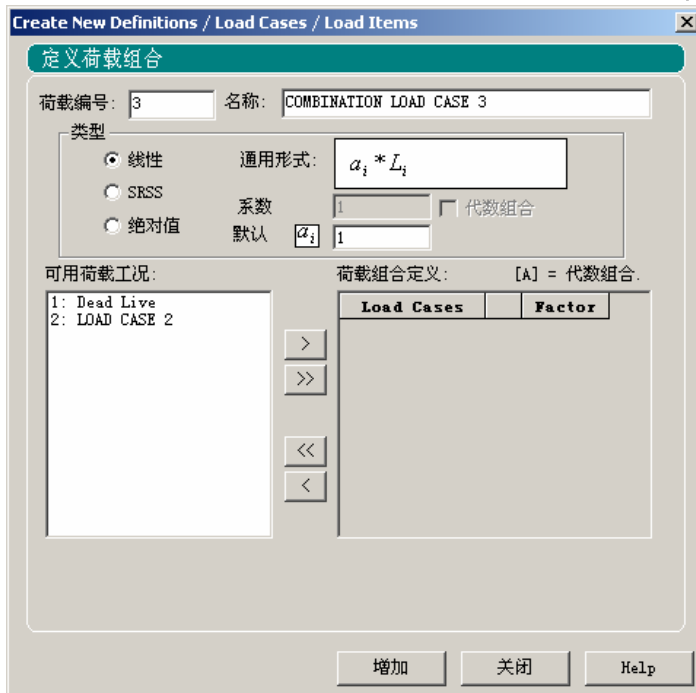 Create New Definitions / Load Cases / Load Items
定义荷载组合
荷载编号: 3 名称: COMBINATION LOAD CASE 3
类型
线性 通用形式: a_i * L_i
SRSS
系数 1 代数组合
绝对值
默认 a_i 1
可用荷载工况: 荷载组合定义: [A] = 代数组合.
1: Dead Live
2: LOAD CASE 2
Load Cases Factor
>
>>
<<
<
增加 关闭 Help